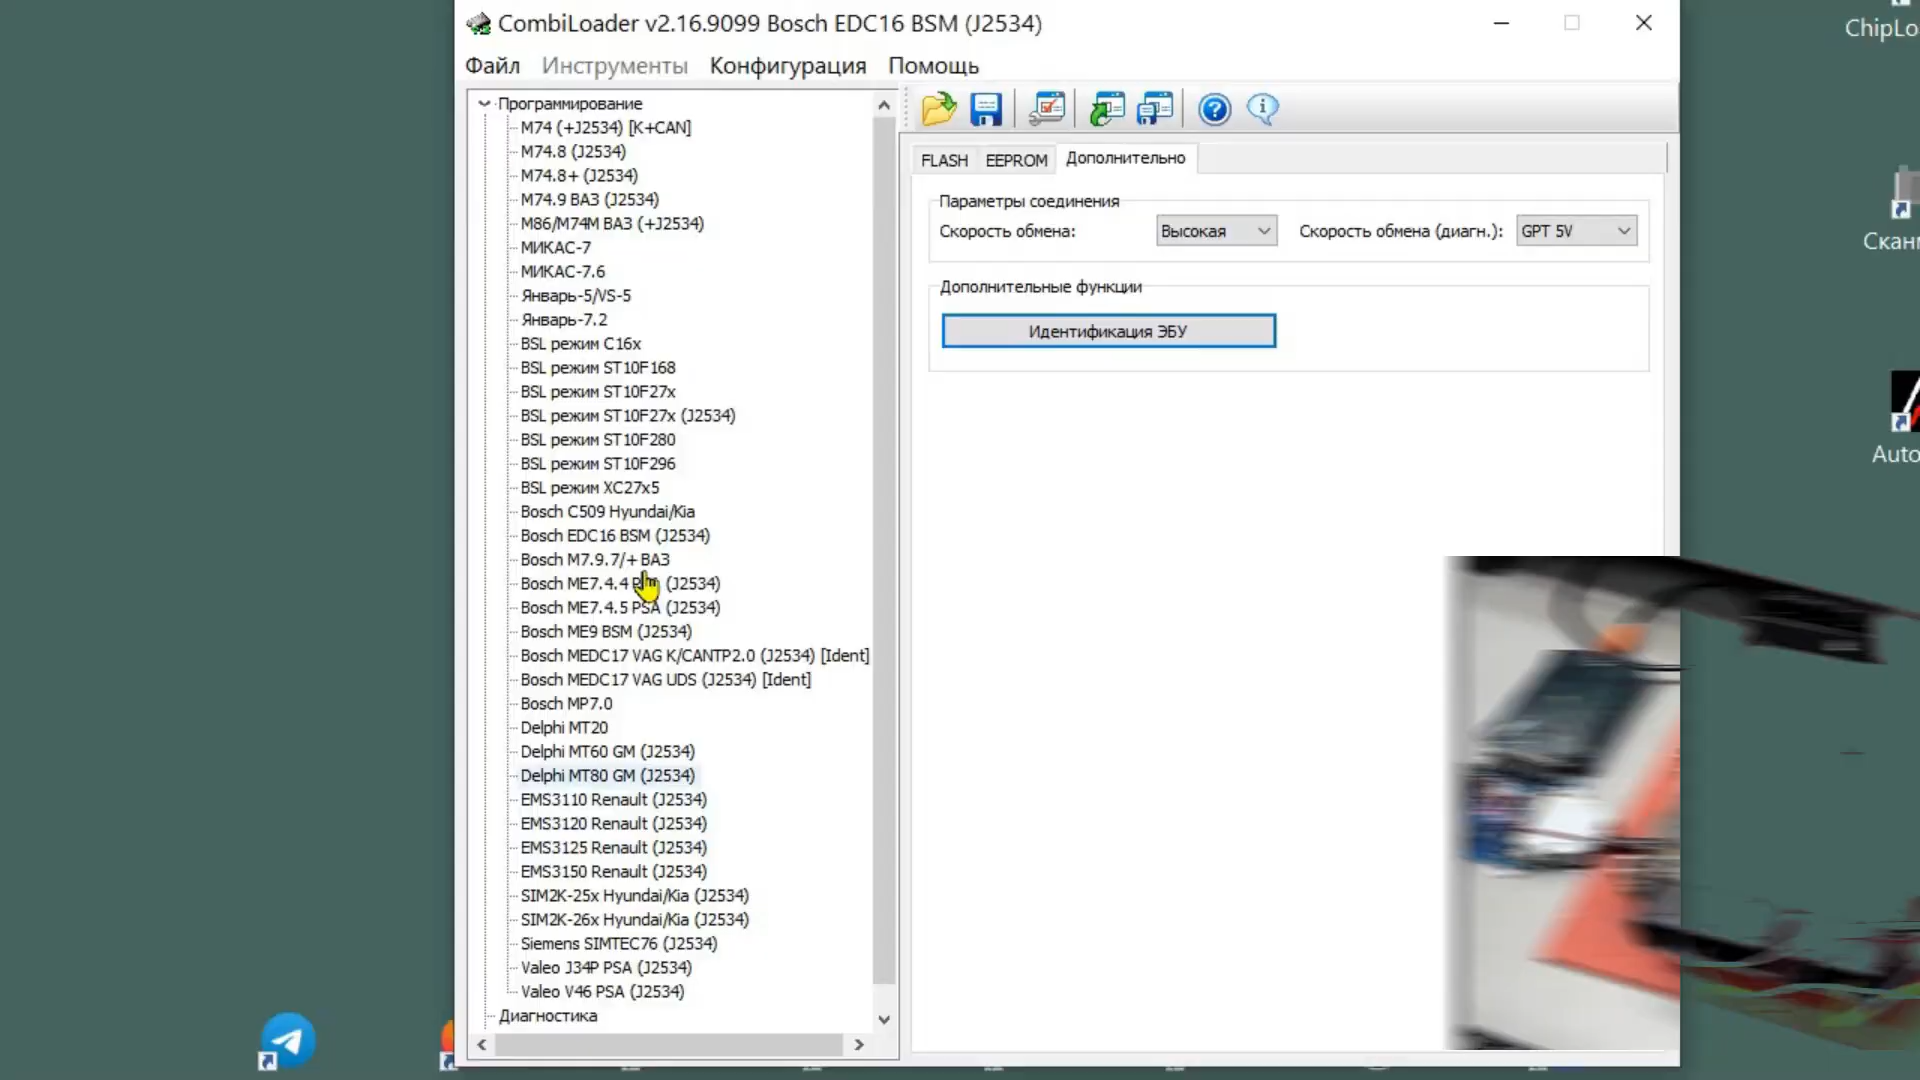 CombiLoader v2.16.9099 Bosch EDC16 BSM (J2534)
Файл Инструменты Конфигурация Помощь
Программирование
М74 (+J2534) [K+CAN]
М74.8 (J2534)
М74.8+ (J2534)
М74.9 ВАЗ (J2534)
М86/М74М ВАЗ (+J2534)
МИКАС-7
МИКАС-7.6
Январь-5/VS-5
Январь-7.2
BSL режим C16x
BSL режим ST10F168
BSL режим ST10F27x
BSL режим ST10F27x (J2534)
BSL режим ST10F280
BSL режим ST10F296
BSL режим XC27x5
Bosch C509 Hyundai/Kia
Bosch EDC16 BSM (J2534)
Bosch M7.9.7/+ ВАЗ
Bosch ME7.4.4 (J2534)
Bosch ME7.4.5 PSA (J2534)
Bosch ME9 BSM (J2534)
Bosch MEDC17 VAG K/CANTP2.0 (J2534) [Ident]
Bosch MEDC17 VAG UDS (J2534) [Ident]
Bosch MP7.0
Delphi MT20
Delphi MT60 GM (J2534)
Delphi MT80 GM (J2534)
EMS3110 Renault (J2534)
EMS3120 Renault (J2534)
EMS3125 Renault (J2534)
EMS3150 Renault (J2534)
SIM2K-25x Hyundai/Kia (J2534)
SIM2K-26x Hyundai/Kia (J2534)
Siemens SIMTEC76 (J2534)
Valeo J34P PSA (J2534)
Valeo V46 PSA (J2534)
Диагностика
FLASH EEPROM Дополнительно
Параметры соединения
Скорость обмена: Высокая Скорость обмена (диагн.): GPT 5V
Дополнительные функции
Идентификация ЭБУ
ChipLo
Скан
Auto